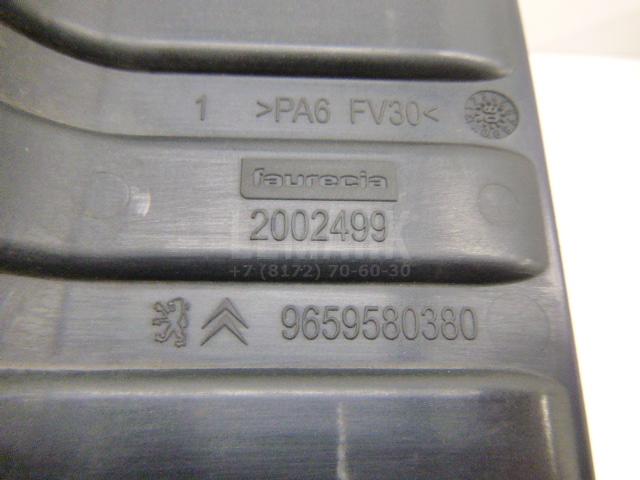 1 >PA6 FV30<
faurecia
2002499
+7 (8172) 70-60-30
9659580380